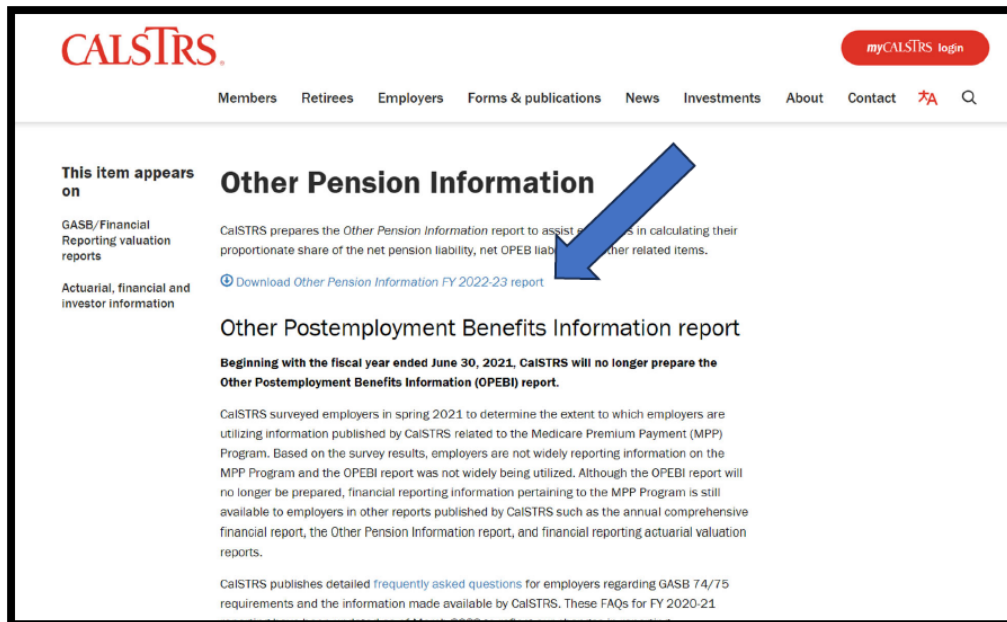 CALSTRS.
myCALSTRS login
Members Retirees Employers Forms & publications News Investments About Contact
This item appears
on
GASB/Financial
Reporting valuation
reports
Actuarial, financial and
investor information
Other Pension Information
CalSTRS prepares the Other Pension Information report to assist in calculating their
proportionate share of the net pension liability, net OPEB related items.
Download Other Pension Information FY 2022-23 report
Other Postemployment Benefits Information report
Beginning with the fiscal year ended June 30, 2021, CalSTRS will no longer prepare the
Other Postemployment Benefits Information (OPEBI) report.
CalSTRS surveyed employers in spring 2021 to determine the extent to which employers are
utilizing information published by CalSTRS related to the Medicare Premium Payment (MPP)
Program. Based on the survey results, employers are not widely reporting information on the
MPP Program and the OPEBI report was not widely being utilized. Although the OPEBI report will
no longer be prepared, financial reporting information pertaining to the MPP Program is still
available to employers in other reports published by CalSTRS such as the annual comprehensive
financial report, the Other Pension Information report, and financial reporting actuarial valuation
reports.
CalSTRS publishes detailed frequently asked questions for employers regarding GASB 74/75
requirements and the information made available by CalSTRS. These FAQs for FY 2020-21